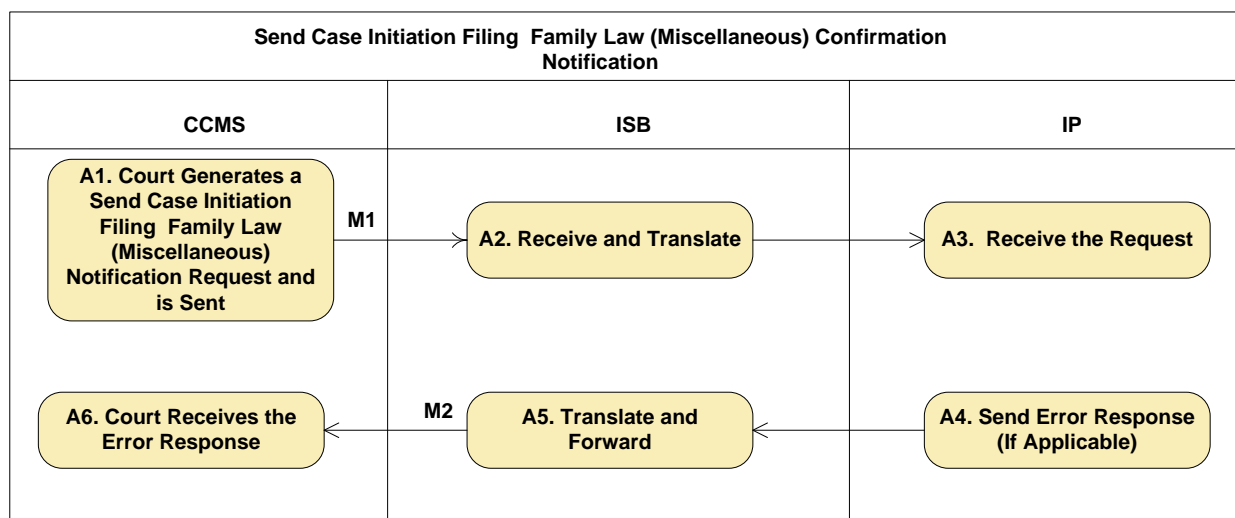 Send Case Initiation Filing  Family Law (Miscellaneous) Confirmation
Notification
CCMS
ISB
IP
A1. Court Generates a
Send Case Initiation
Filing  Family Law
(Miscellaneous)
Notification Request and
is Sent
M1
A2. Receive and Translate
A3.  Receive the Request
A6. Court Receives the
Error Response
M2
A5. Translate and
Forward
A4. Send Error Response
(If Applicable)